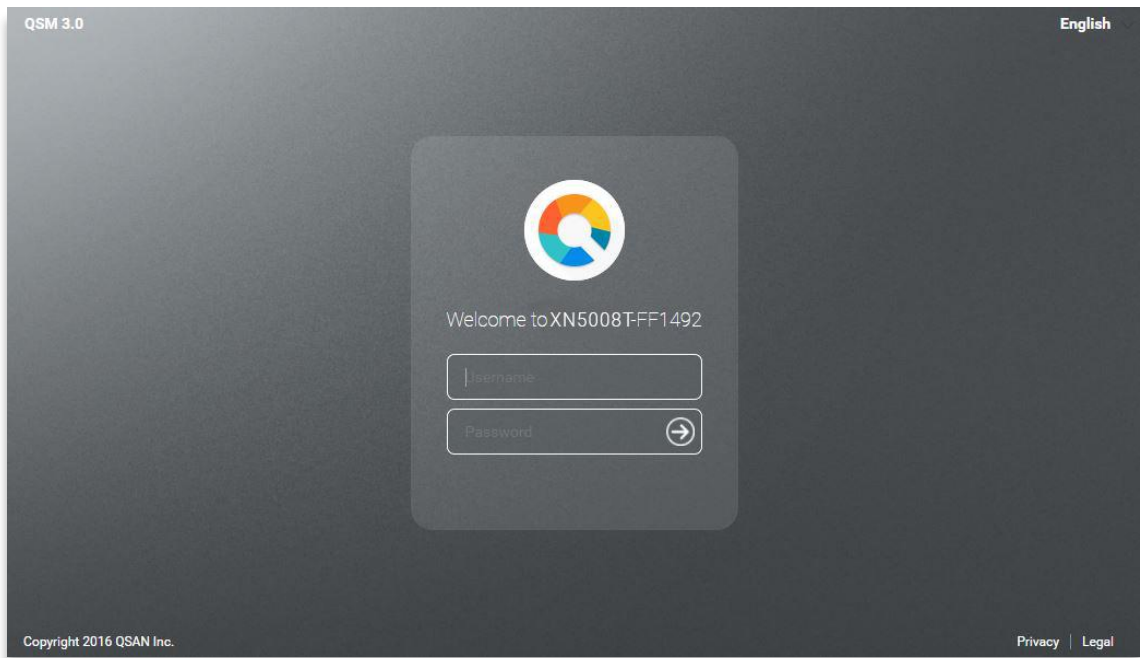 QSM 3.0
English
Welcome to XN5008T-FF1492
Username
Password
Copyright 2016 QSAN Inc.
Privacy | Legal